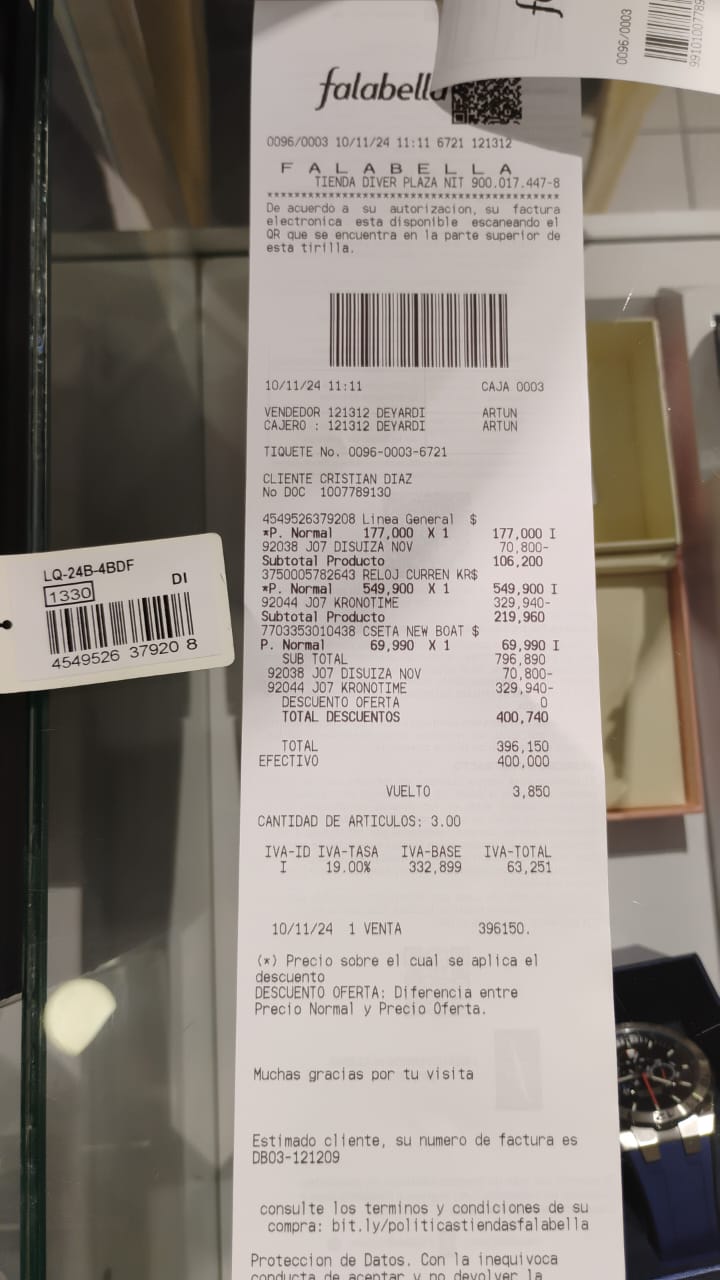 0096/0003
falabella
0096/0003 10/11/24 11:11 6721 121312
F A L A B E L L A
TIENDA DIVER PLAZA NIT 900.017.447-8
******************************************
De acuerdo a su autorizacion, su factura
electronica esta disponible escaneando el
QR que se encuentra en la parte superior de
esta tirilla.
10/11/24 11:11 CAJA 0003
VENDEDOR 121312 DEYARDI ARTUN
CAJERO : 121312 DEYARDI ARTUN
TIQUETE No. 0096-0003-6721
CLIENTE CRISTIAN DIAZ
No DOC 1007789130
4549526379208 Linea General $
*P. Normal 177,000 X 1 177,000 I
92038 J07 DISUIZA NOV 70,800-
Subtotal Producto 106,200
3750005782643 RELOJ CURREN KR$
*P. Normal 549,900 X 1 549,900 I
92044 J07 KRONOTIME 329,940-
Subtotal Producto 219,960
7703353010438 CSETA NEW BOAT $
P. Normal 69,990 X 1 69,990 I
SUB TOTAL 796,890
92038 J07 DISUIZA NOV 70,800-
92044 J07 KRONOTIME 329,940-
DESCUENTO OFERTA 0
TOTAL DESCUENTOS 400,740
TOTAL 396,150
EFECTIVO 400,000
VUELTO 3,850
CANTIDAD DE ARTICULOS: 3.00
IVA-ID IVA-TASA IVA-BASE IVA-TOTAL
I 19.00% 332,899 63,251
10/11/24 1 VENTA 396150.
(*) Precio sobre el cual se aplica el
descuento
DESCUENTO OFERTA: Diferencia entre
Precio Normal y Precio Oferta.
Muchas gracias por tu visita
Estimado cliente, su numero de factura es
DB03-121209
consulte los terminos y condiciones de su
compra: bit.ly/politicastiendasfalabella
Proteccion de Datos. Con la inequivoca
conducta de aceptar y no devolver la
LQ-24B-4BDF
1330 DI
4549526 37920 8